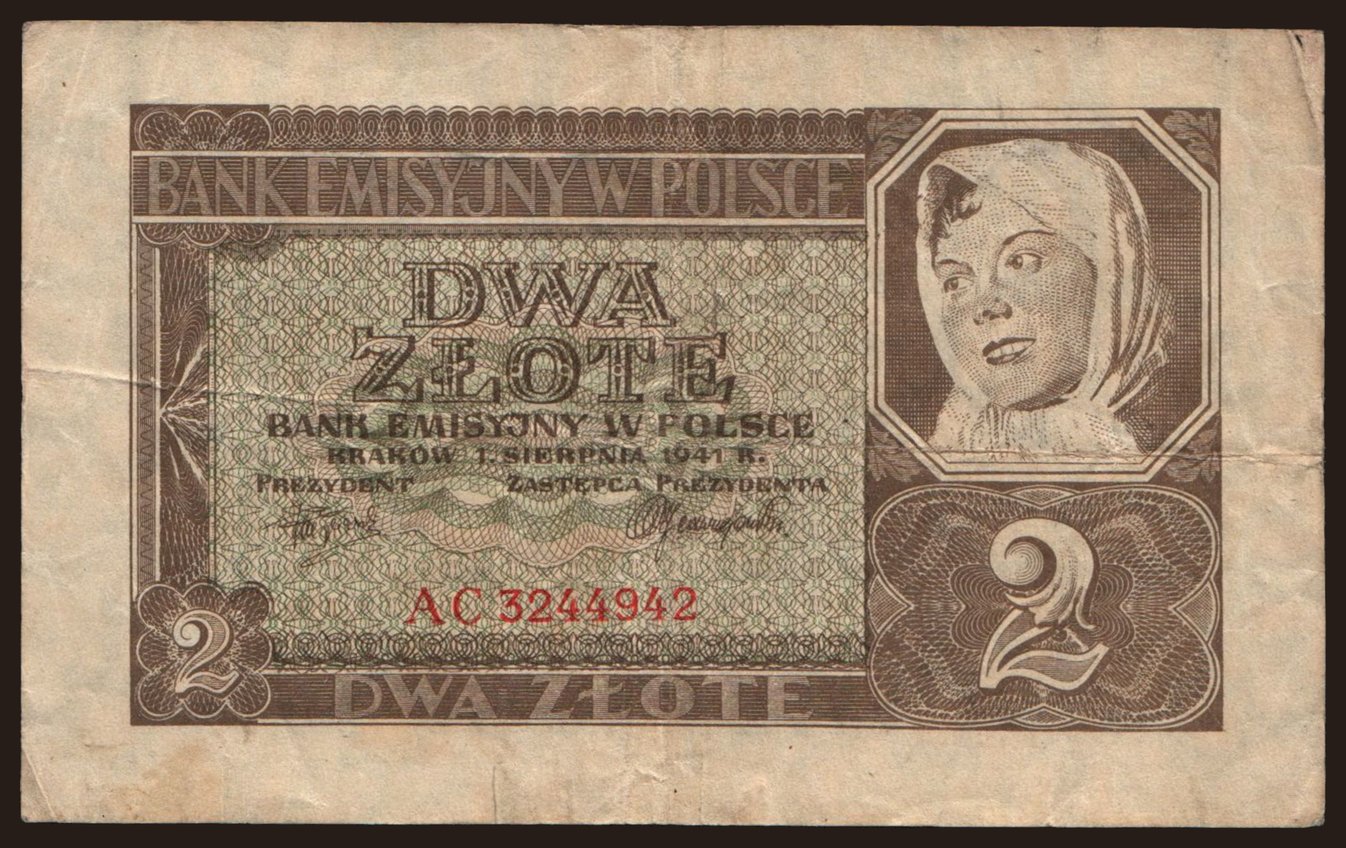 BANK EMISYJNY W POLSCE
DWA
ZŁOTE
BANK EMISYJNY W POLSCE
KRAKÓW 1. SIERPNIA 1941 R.
PREZYDENT ZASTĘPCA PREZYDENTA
AC 3244942
2
2
DWA ZŁOTE